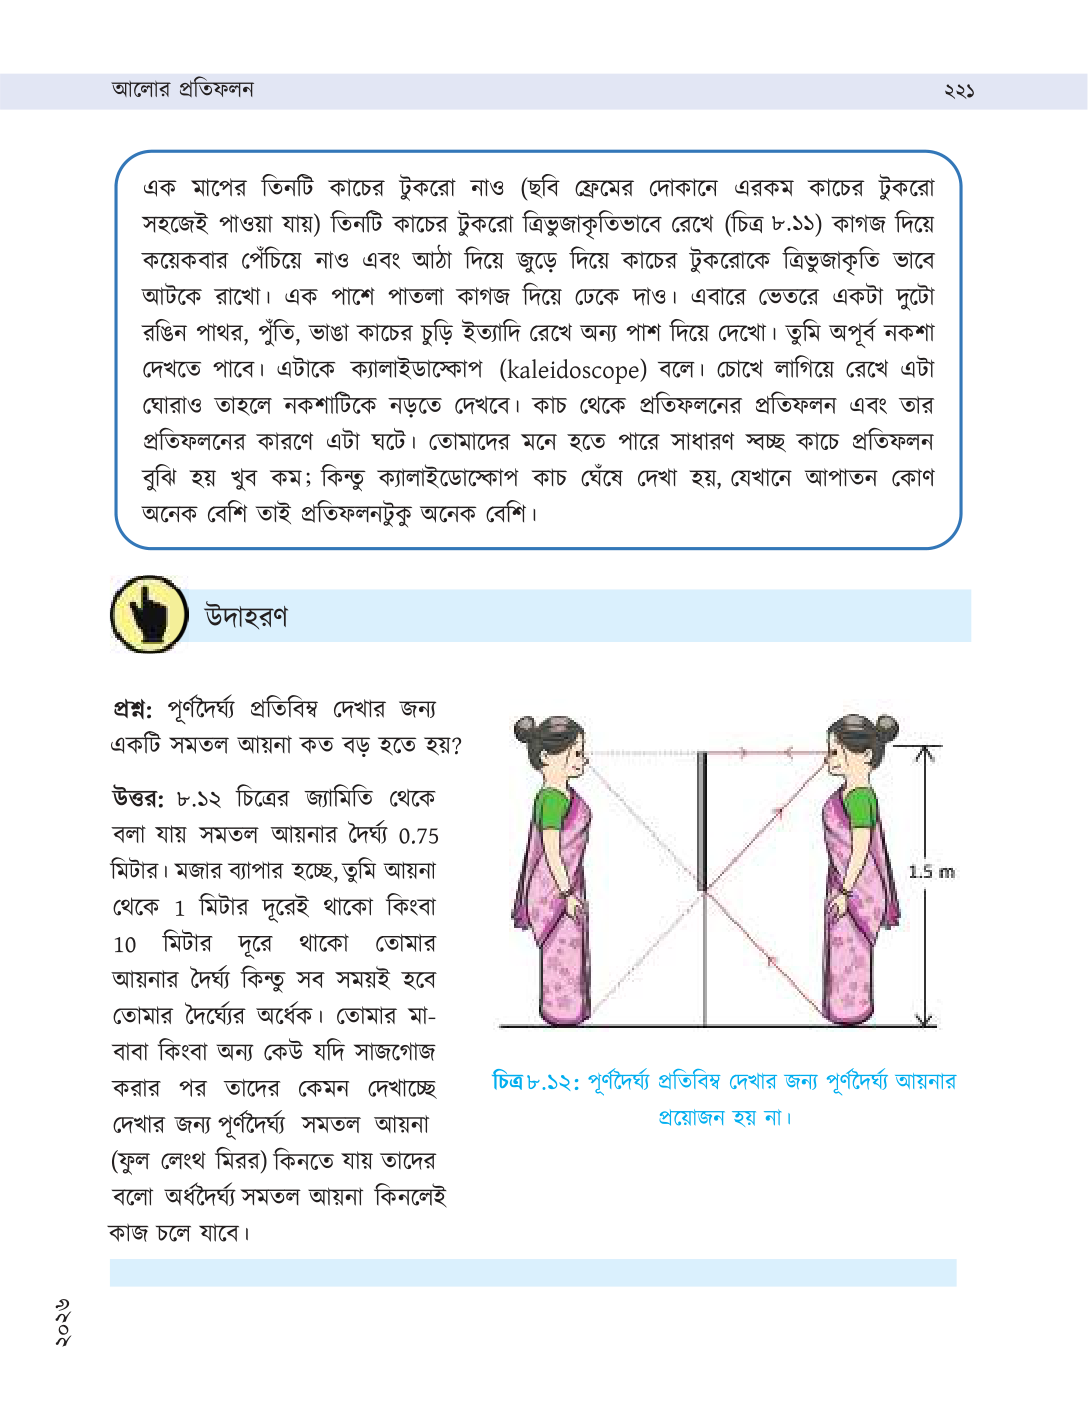 আলোর প্রতিফলন ২২১
এক মাপের তিনটি কাচের টুকরো নাও (ছবি ফ্রেমের দোকানে এরকম কাচের টুকরো
সহজেই পাওয়া যায়) তিনটি কাচের টুকরো ত্রিভুজাকৃতিভাবে রেখে (চিত্র ৮.১১) কাগজ দিয়ে
কয়েকবার পেঁচিয়ে নাও এবং আঠা দিয়ে জুড়ে দিয়ে কাচের টুকরোকে ত্রিভুজাকৃতি ভাবে
আটকে রাখো। এক পাশে পাতলা কাগজ দিয়ে ঢেকে দাও। এবারে ভেতরে একটা দুটো
রঙিন পাথর, পুঁতি, ভাঙা কাচের চুড়ি ইত্যাদি রেখে অন্য পাশ দিয়ে দেখো। তুমি অপূর্ব নকশা
দেখতে পাবে। এটাকে ক্যালাইডাস্কোপ (kaleidoscope) বলে। চোখে লাগিয়ে রেখে এটা
ঘোরাও তাহলে নকশাটিকে নড়তে দেখবে। কাচ থেকে প্রতিফলনের প্রতিফলন এবং তার
প্রতিফলনের কারণে এটা ঘটে। তোমাদের মনে হতে পারে সাধারণ স্বচ্ছ কাচে প্রতিফলন
বুঝি হয় খুব কম; কিন্তু ক্যালাইডোস্কোপ কাচ ঘেঁষে দেখা হয়, যেখানে আপাতন কোণ
অনেক বেশি তাই প্রতিফলনটুকু অনেক বেশি।
উদাহরণ
প্রশ্ন: পূর্ণদৈর্ঘ্য প্রতিবিম্ব দেখার জন্য
একটি সমতল আয়না কত বড় হতে হয়?
উত্তর: ৮.১২ চিত্রের জ্যামিতি থেকে
বলা যায় সমতল আয়নার দৈর্ঘ্য 0.75
মিটার। মজার ব্যাপার হচ্ছে, তুমি আয়না
থেকে 1 মিটার দূরেই থাকো কিংবা
10 মিটার দূরে থাকো তোমার
আয়নার দৈর্ঘ্য কিন্তু সব সময়ই হবে
তোমার দৈর্ঘ্যের অর্ধেক। তোমার মা-
বাবা কিংবা অন্য কেউ যদি সাজগোজ
করার পর তাদের কেমন দেখাচ্ছে
দেখার জন্য পূর্ণদৈর্ঘ্য সমতল আয়না
(ফুল লেংথ মিরর) কিনতে যায় তাদের
বলো অর্ধদৈর্ঘ্য সমতল আয়না কিনলেই
কাজ চলে যাবে।
1.5 m
চিত্র ৮.১২: পূর্ণদৈর্ঘ্য প্রতিবিম্ব দেখার জন্য পূর্ণদৈর্ঘ্য আয়নার
প্রয়োজন হয় না।
২০২৬